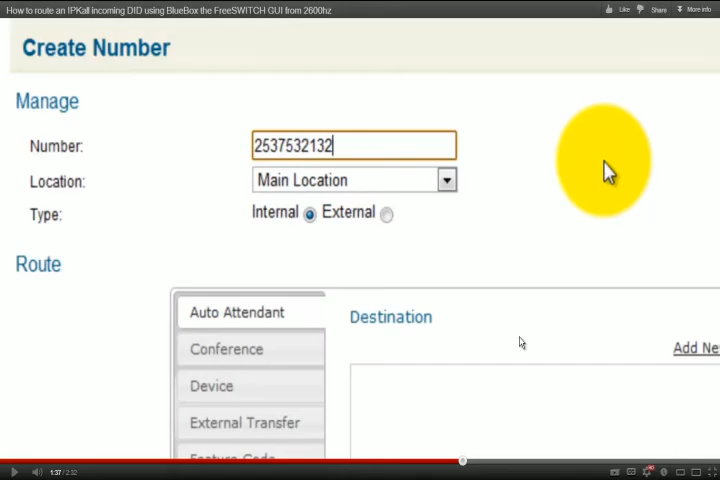 How to route an IPKall incoming DID using BlueBox the FreeSWITCH GUI from 2600hz
Like
Share
More info
Create Number
Manage
Number:
2537532132
Location:
Main Location
Type:
Internal
External
Route
Auto Attendant
Destination
Conference
Add Ne
Device
External Transfer
Feature Code
1:37 / 2:32